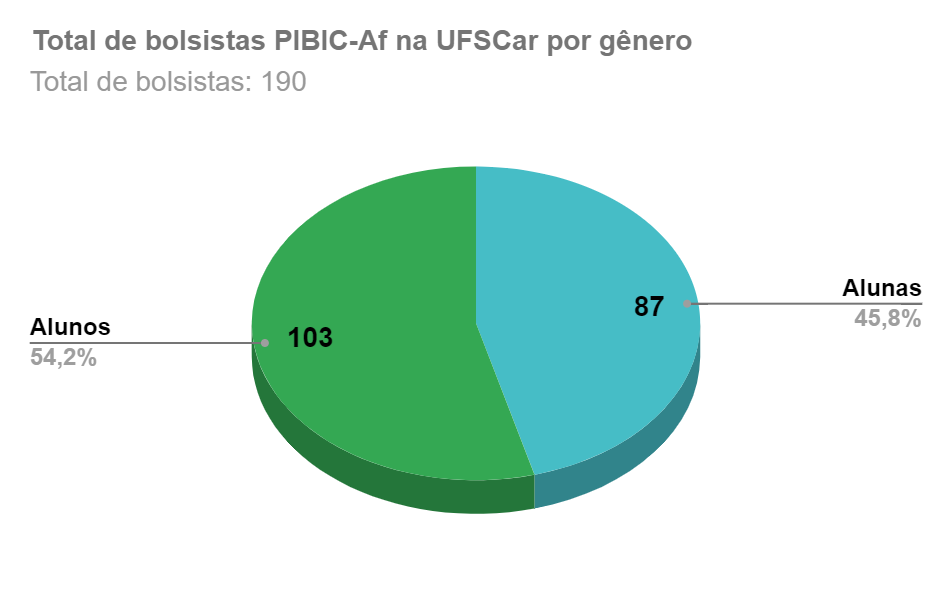 Total de bolsistas PIBIC-Af na UFSCar por gênero
Total de bolsistas: 190
Alunas
45,8%
87
Alunos
54,2%
103